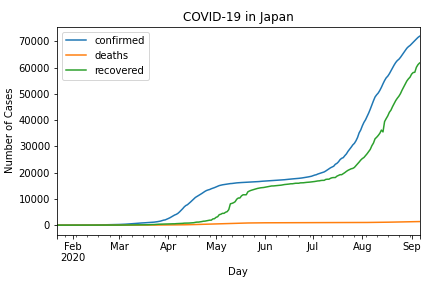 COVID-19 in Japan
confirmed
deaths
recovered
Number of Cases
70000
60000
50000
40000
30000
20000
10000
0
Feb Mar Apr May Jun Jul Aug Sep
2020
Day